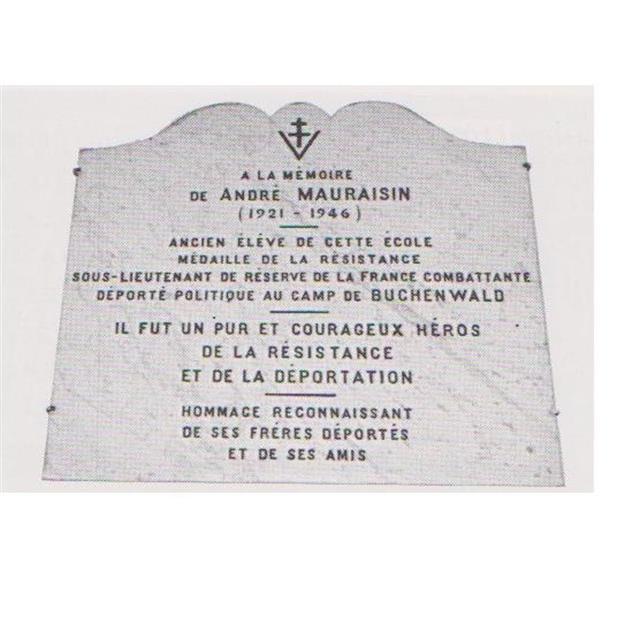 A LA MÉMOIRE
DE ANDRÉ MAURAISIN
(1921 - 1946)
ANCIEN ÉLÉVE DE CETTE ÉCOLE
MÉDAILLE DE LA RÉSISTANCE
SOUS-LIEUTENANT DE RÉSERVE DE LA FRANCE COMBATTANTE
DÉPORTÉ POLITIQUE AU CAMP DE BUCHENWALD
IL FUT UN PUR ET COURAGEUX HÉROS
DE LA RÉSISTANCE
ET DE LA DÉPORTATION
HOMMAGE RECONNAISSANT
DE SES FRÉRES DÉPORTÉS
ET DE SES AMIS